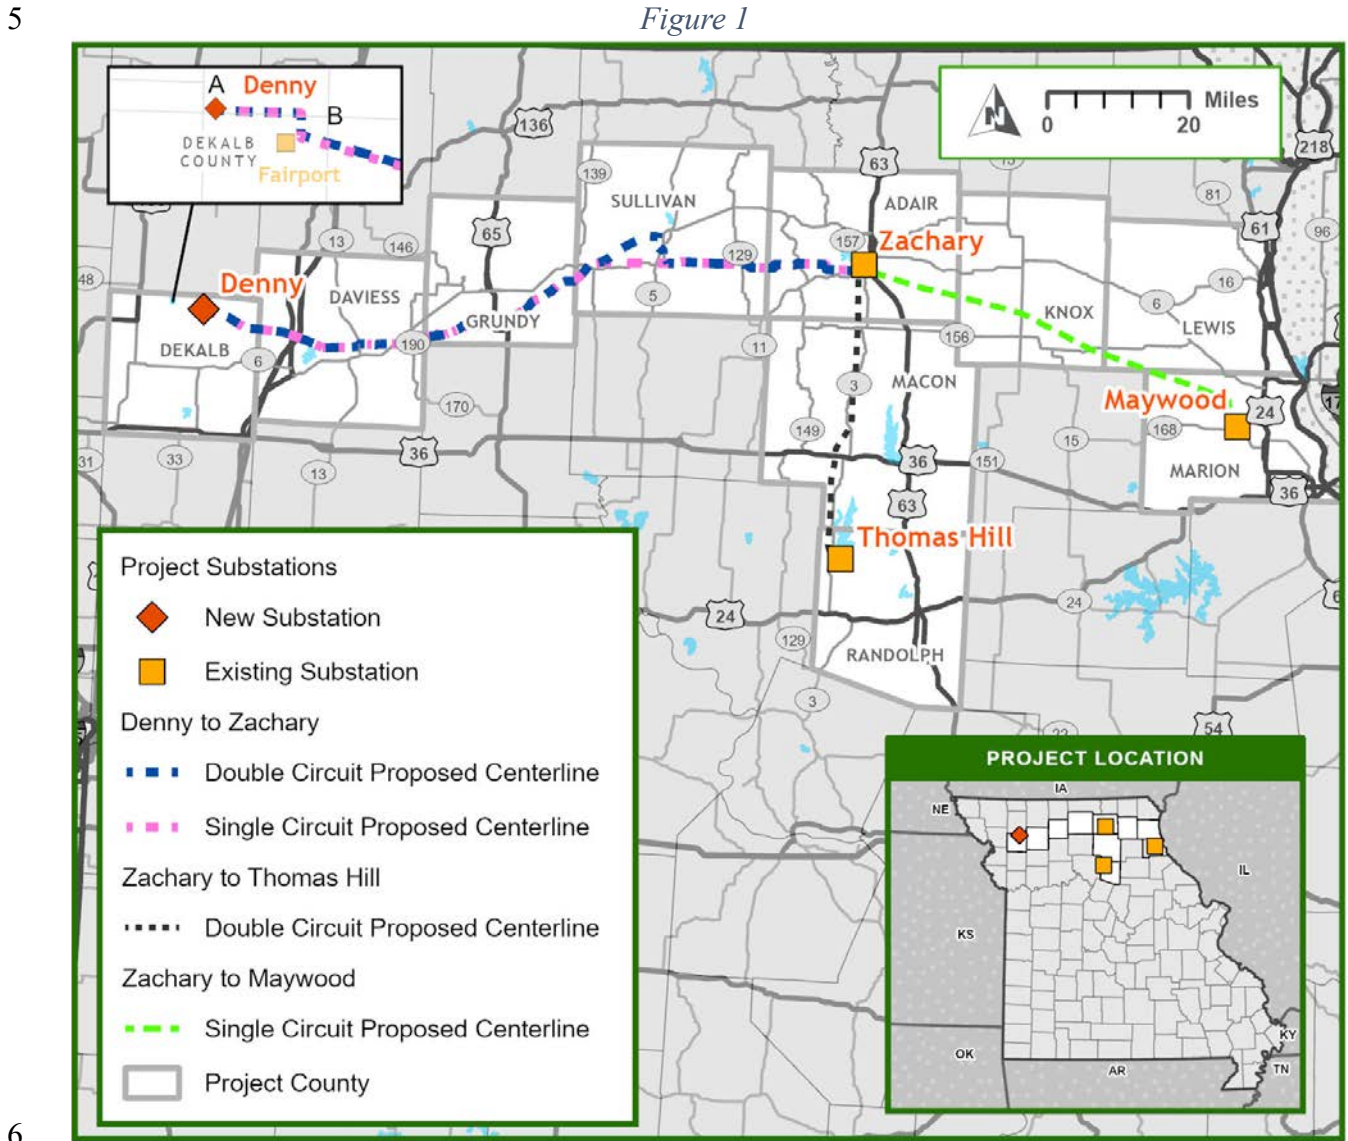 5
Figure 1
A
Denny
B
DEKALB
COUNTY
Fairport
N
Miles
0
20
136
218
139
63
81
SULLIVAN
ADAIR
61
96
65
13
146
157
Zachary
129
48
Denny
DAVIESS
5
KNOX
6
16
LEWIS
GRUNDY
DEKALB
6
190
11
156
3
MACON
Maywood
24
170
149
168
15
36
36
151
MARION
31
33
13
63
36
Thomas Hill
24
24
129
RANDOLPH
3
54
Project Substations
New Substation
Existing Substation
Denny to Zachary
Double Circuit Proposed Centerline
Single Circuit Proposed Centerline
Zachary to Thomas Hill
Double Circuit Proposed Centerline
Zachary to Maywood
Single Circuit Proposed Centerline
Project County
PROJECT LOCATION
IA
NE
IL
KS
KY
OK
AR
TN
6